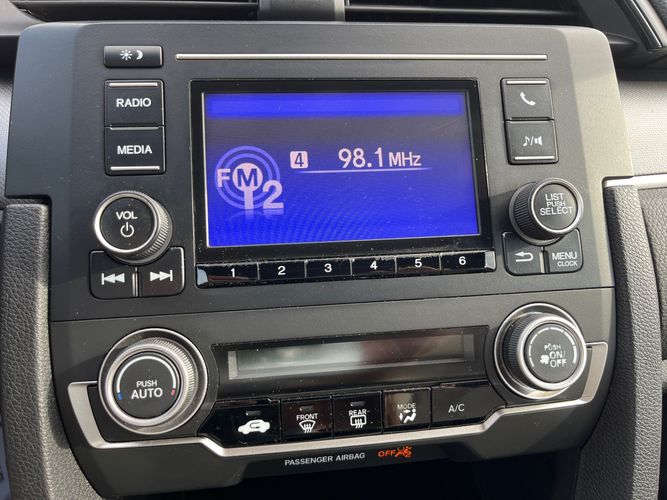 RADIO
MEDIA
VOL
FM2
4 98.1 MHz
LIST
PUSH
SELECT
MENU
CLOCK
1 2 3 4 5 6
PUSH
AUTO
FRONT
REAR
MODE
A/C
PUSH
ON/
OFF
PASSENGER AIRBAG OFF